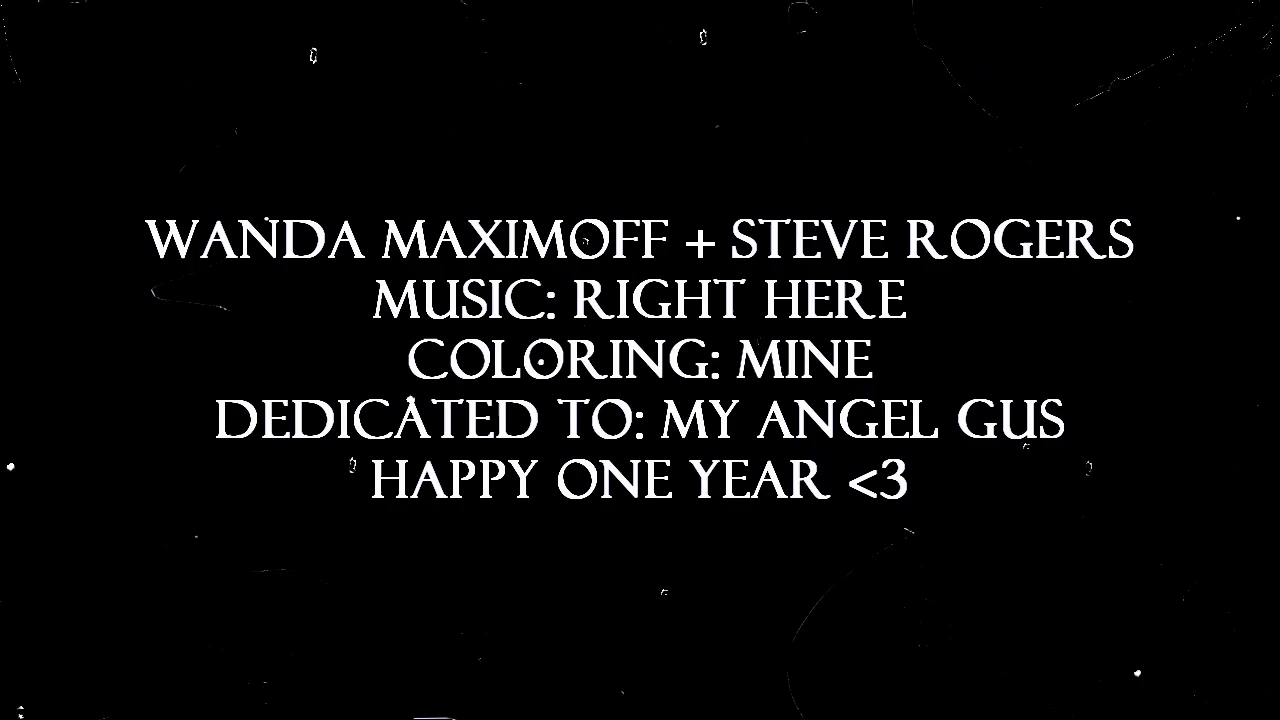 WANDA MAXIMOFF + STEVE ROGERS
MUSIC: RIGHT HERE
COLORING: MINE
DEDICATED TO: MY ANGEL GUS
HAPPY ONE YEAR <3